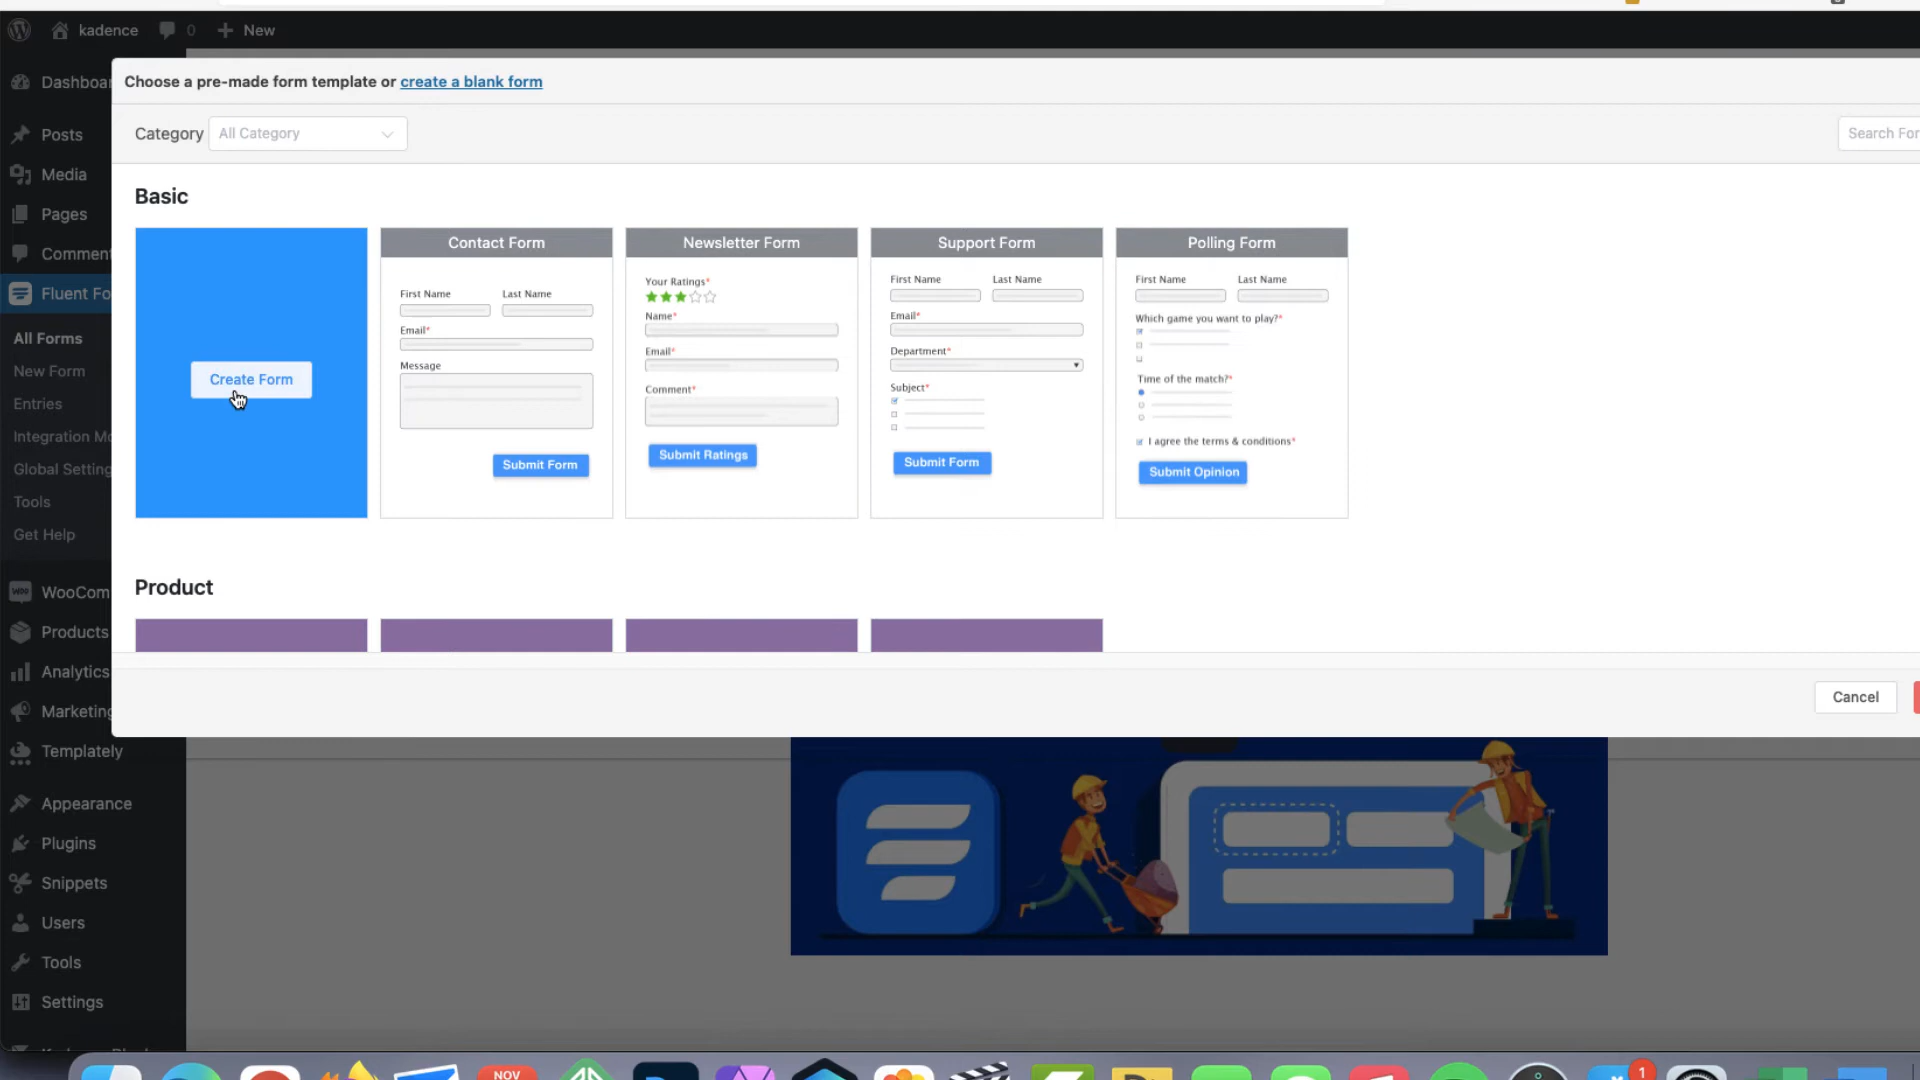 kadence
0
New
Dashboar
Posts
Media
Pages
Comment
Fluent Fo
All Forms
New Form
Entries
Integration Mo
Global Setting
Tools
Get Help
WooCom
Products
Analytics
Marketing
Templately
Appearance
Plugins
Snippets
Users
Tools
Settings
Choose a pre-made form template or create a blank form
Category
All Category
Search For
Basic
Create Form
Contact Form
First Name
Last Name
Email*
Message
Submit Form
Newsletter Form
Your Ratings*
Name*
Email*
Comment*
Submit Ratings
Support Form
First Name
Last Name
Email*
Department*
Subject*
Submit Form
Polling Form
First Name
Last Name
Which game you want to play?*
Time of the match?*
I agree the terms & conditions*
Submit Opinion
Product
Cancel
NOV
1